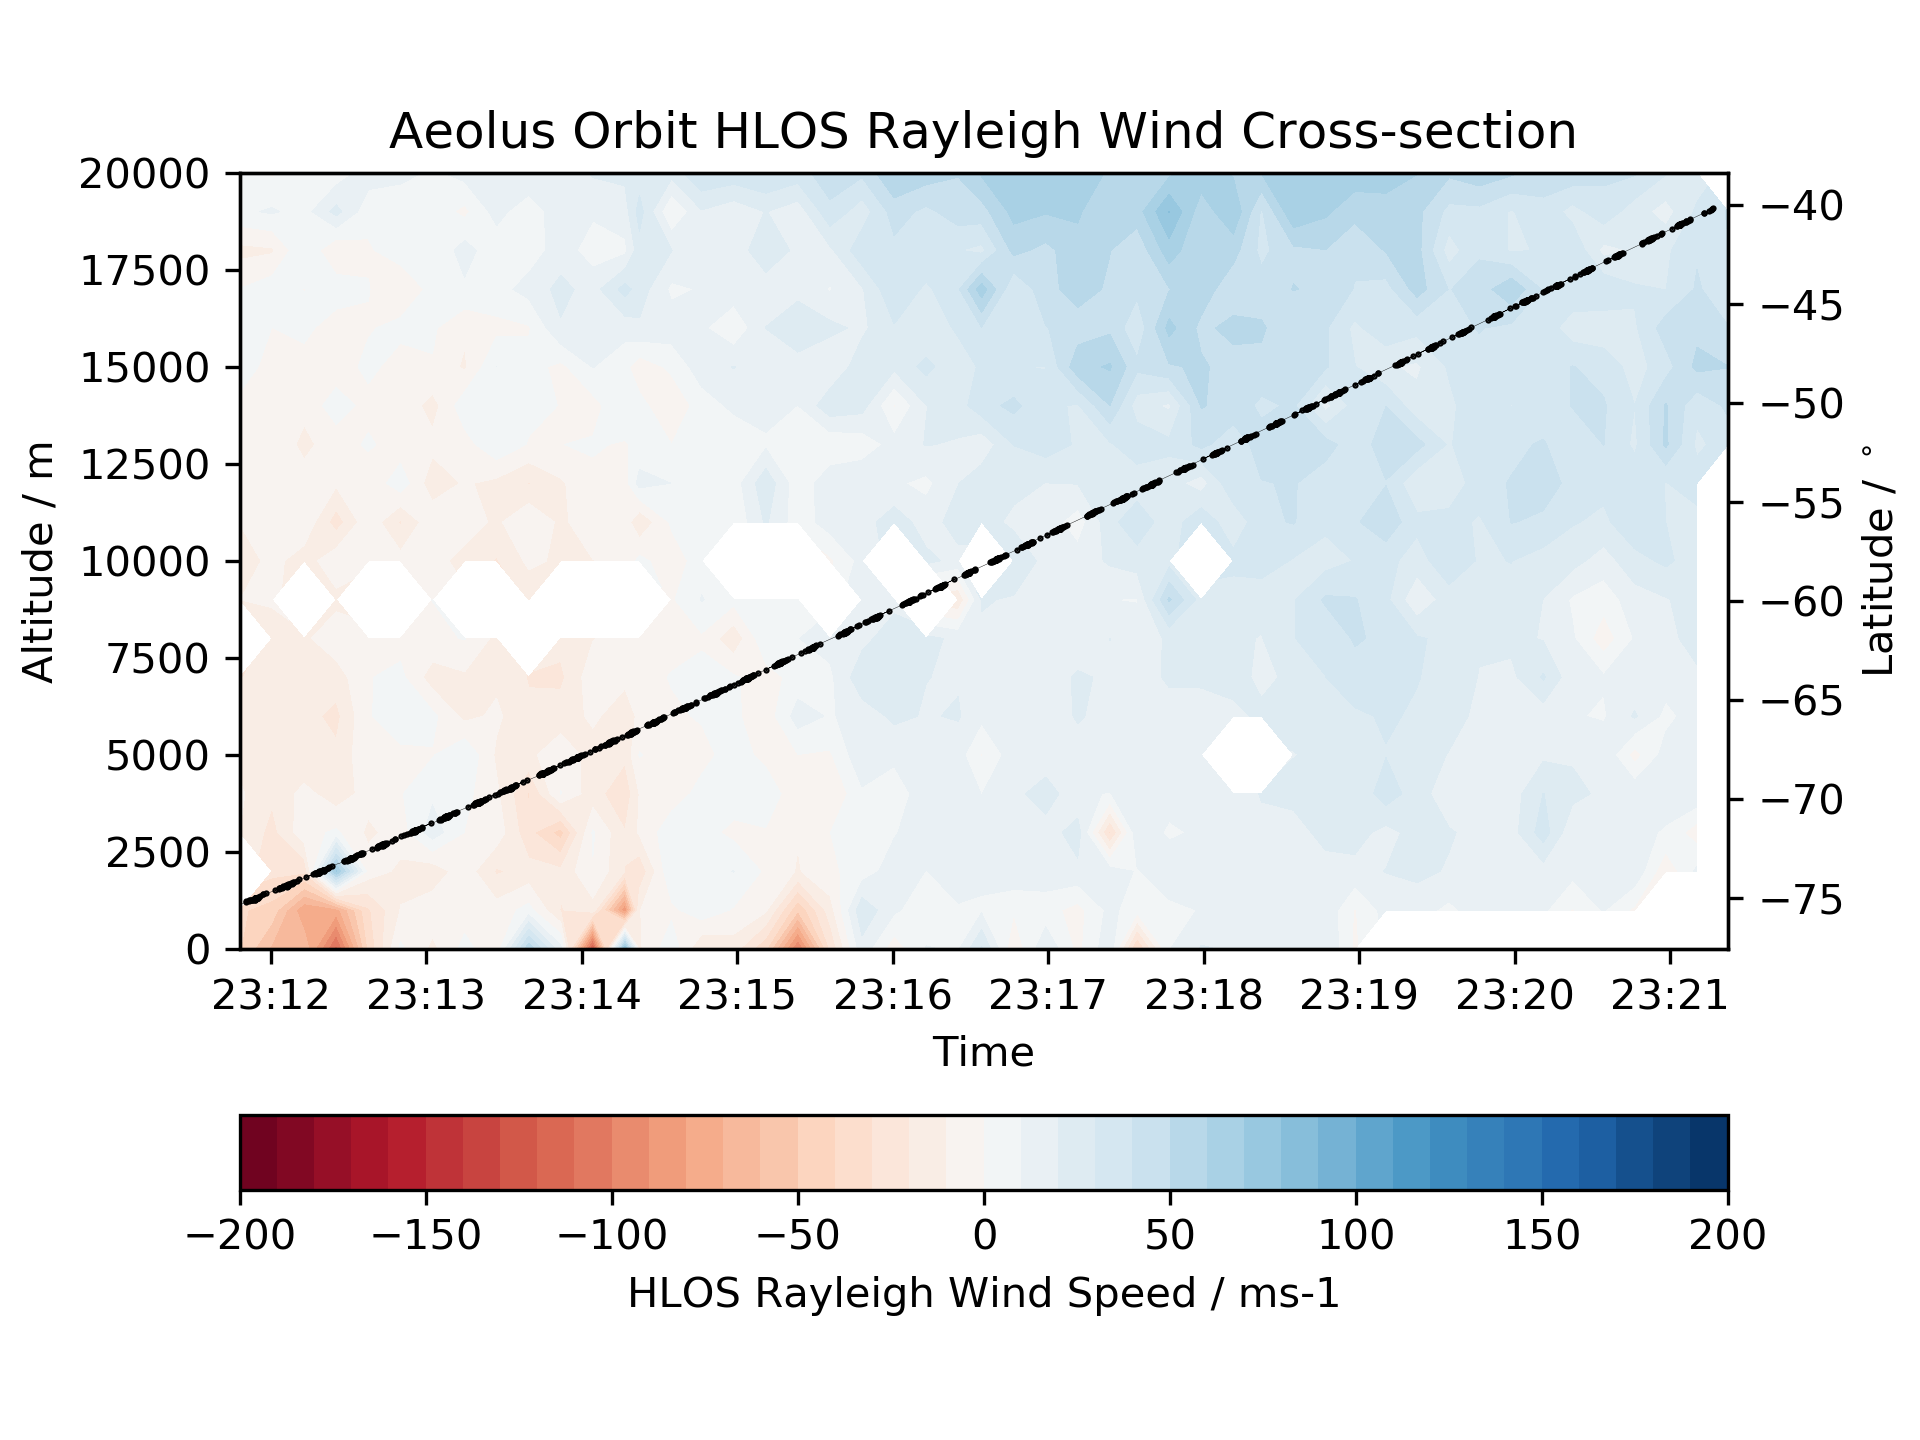 Aeolus Orbit HLOS Rayleigh Wind Cross-section
20000
17500
15000
12500
10000
7500
5000
2500
0
Altitude / m
−40
−45
−50
−55
−60
−65
−70
−75
Latitude / °
23:12 23:13 23:14 23:15 23:16 23:17 23:18 23:19 23:20 23:21
Time
−200 −150 −100 −50 0 50 100 150 200
HLOS Rayleigh Wind Speed / ms-1